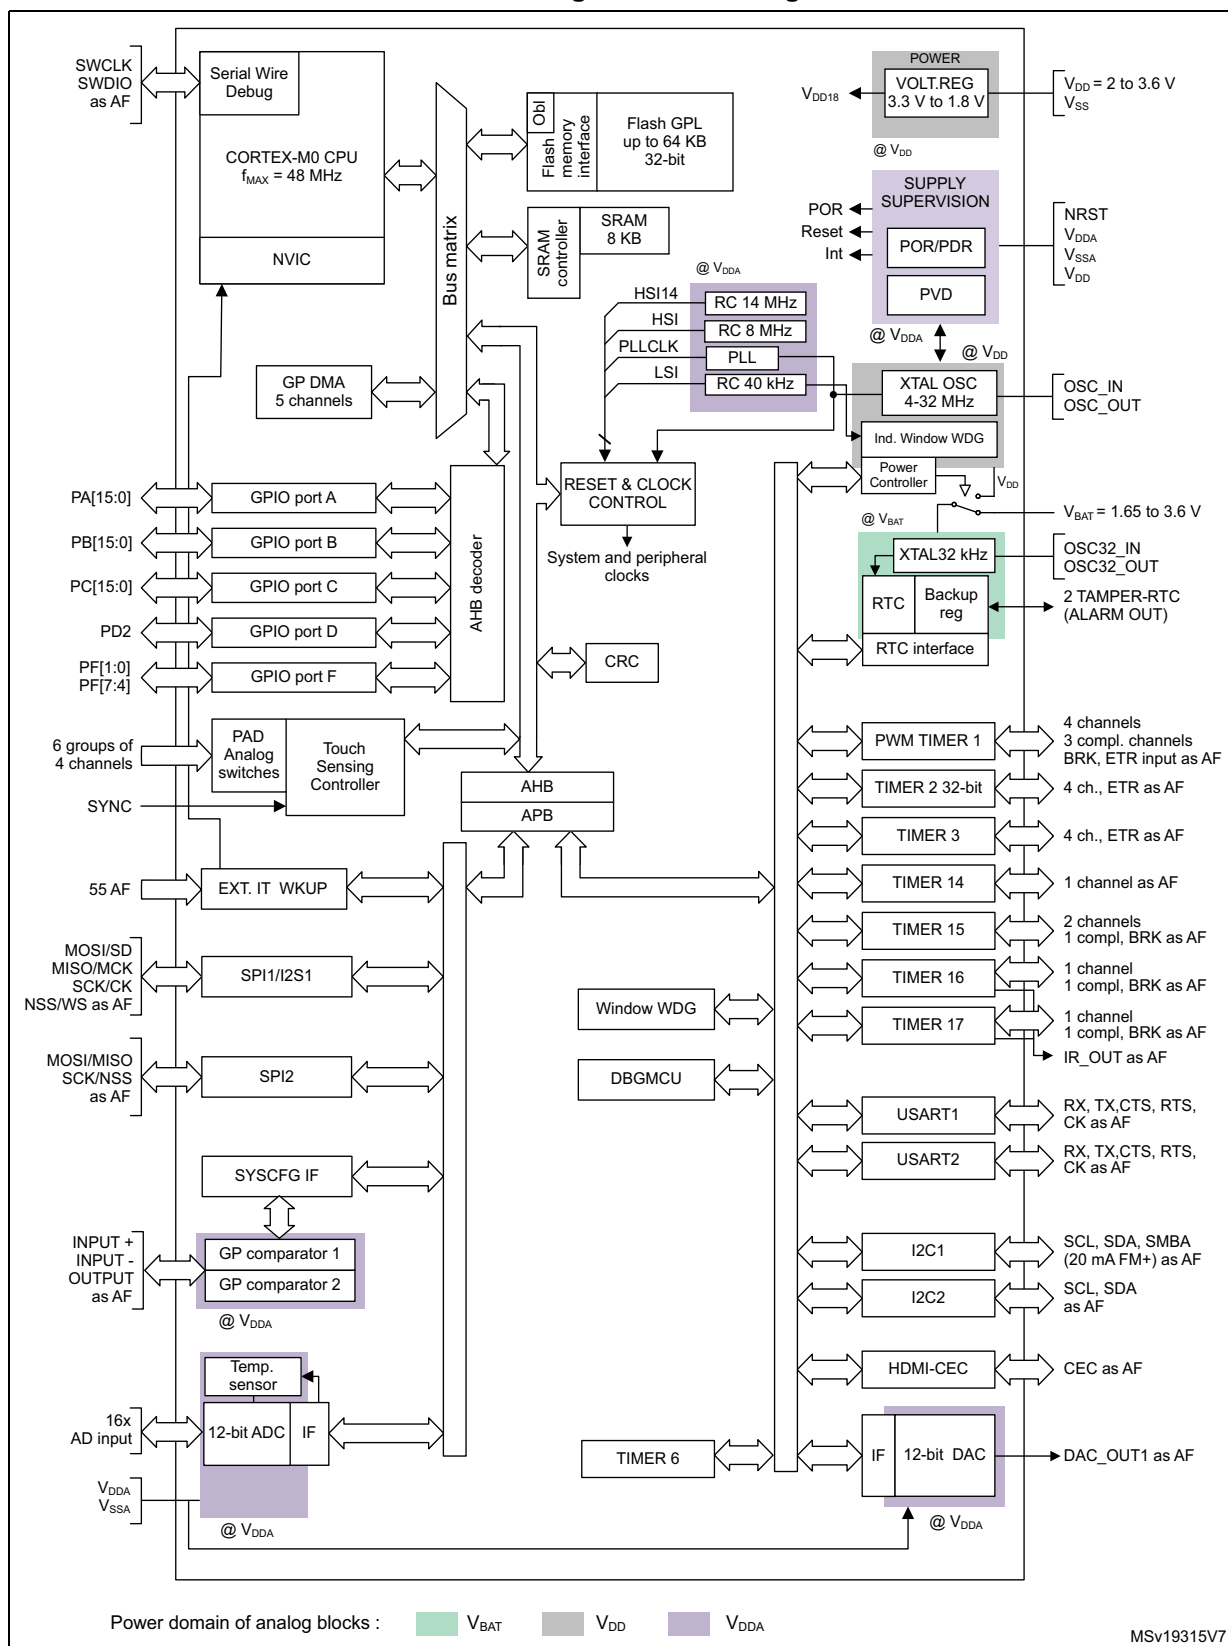 SWCLK
SWDIO
as AF
Serial Wire
Debug
CORTEX-M0 CPU
fMAX = 48 MHz
NVIC
Bus matrix
Obl
Flash
memory
interface
Flash GPL
up to 64 KB
32-bit
SRAM
controller
SRAM
8 KB
POWER
VOLT.REG
3.3 V to 1.8 V
VDD18
VDD = 2 to 3.6 V
VSS
@ VDD
SUPPLY
SUPERVISION
POR/PDR
PVD
POR
Reset
Int
NRST
VDDA
VSSA
VDD
@ VDDA
@ VDD
@ VDDA
HSI14
HSI
PLLCLK
LSI
RC 14 MHz
RC 8 MHz
PLL
RC 40 kHz
XTAL OSC
4-32 MHz
OSC_IN
OSC_OUT
Ind. Window WDG
Power
Controller
VDD
VBAT = 1.65 to 3.6 V
@ VBAT
XTAL32 kHz
OSC32_IN
OSC32_OUT
RTC
Backup
reg
2 TAMPER-RTC
(ALARM OUT)
RTC interface
GP DMA
5 channels
RESET & CLOCK
CONTROL
System and peripheral
clocks
AHB decoder
PA[15:0]
GPIO port A
PB[15:0]
GPIO port B
PC[15:0]
GPIO port C
PD2
GPIO port D
PF[1:0]
PF[7:4]
GPIO port F
CRC
6 groups of
4 channels
PAD
Analog
switches
Touch
Sensing
Controller
SYNC
AHB
APB
PWM TIMER 1
4 channels
3 compl. channels
BRK, ETR input as AF
TIMER 2 32-bit
4 ch., ETR as AF
TIMER 3
4 ch., ETR as AF
55 AF
EXT. IT WKUP
TIMER 14
1 channel as AF
TIMER 15
2 channels
1 compl, BRK as AF
MOSI/SD
MISO/MCK
SCK/CK
NSS/WS as AF
SPI1/I2S1
TIMER 16
1 channel
1 compl, BRK as AF
Window WDG
TIMER 17
1 channel
1 compl, BRK as AF
IR_OUT as AF
MOSI/MISO
SCK/NSS
as AF
SPI2
DBGMCU
USART1
RX, TX,CTS, RTS,
CK as AF
USART2
RX, TX,CTS, RTS,
CK as AF
SYSCFG IF
INPUT +
INPUT -
OUTPUT
as AF
GP comparator 1
GP comparator 2
@ VDDA
I2C1
SCL, SDA, SMBA
(20 mA FM+) as AF
I2C2
SCL, SDA
as AF
HDMI-CEC
CEC as AF
Temp.
sensor
16x
AD input
12-bit ADC
IF
TIMER 6
IF
12-bit DAC
DAC_OUT1 as AF
VDDA
VSSA
@ VDDA
@ VDDA
Power domain of analog blocks :
VBAT
VDD
VDDA
MSv19315V7